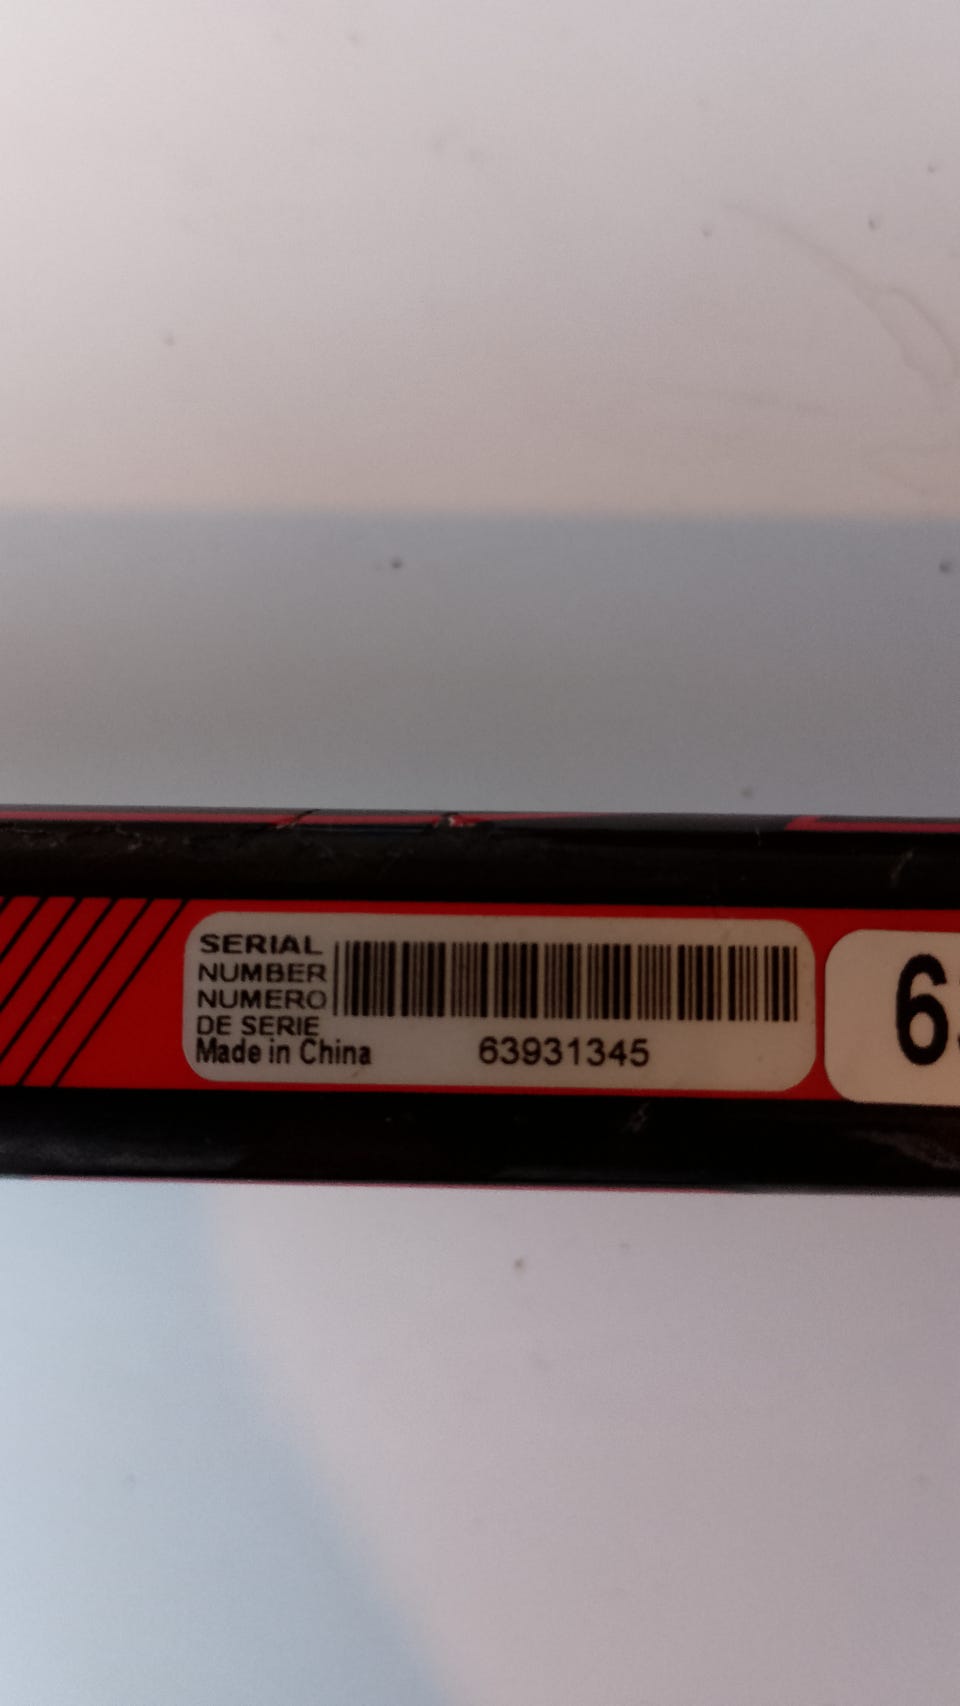 SERIAL
NUMBER
NUMERO
DE SERIE
Made in China
63931345